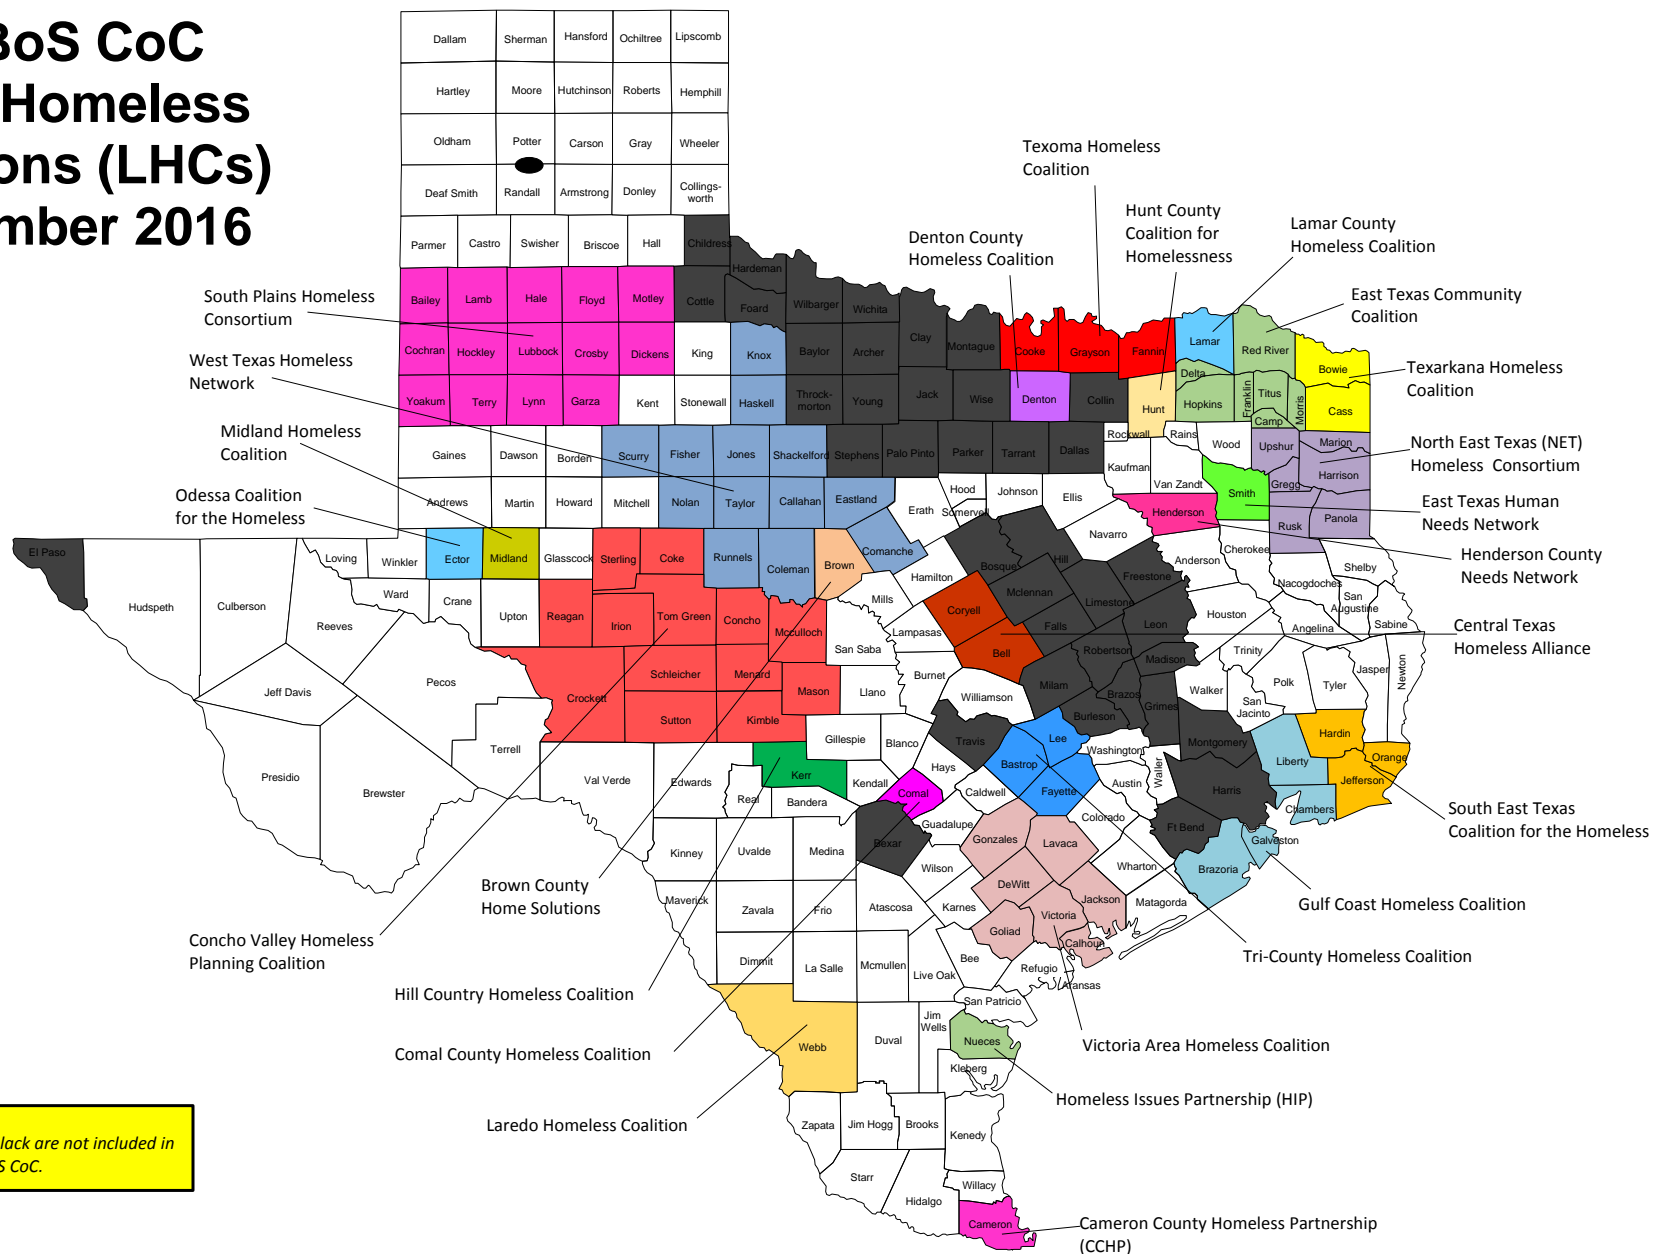 BoS CoC
Homeless
ons (LHCs)
mber 2016
Dallam
Sherman
Hansford
Ochiltree
Lipscomb
Hartley
Moore
Hutchinson
Roberts
Hemphill
Oldham
Potter
Carson
Gray
Wheeler
Deaf Smith
Randall
Armstrong
Donley
Collings-
worth
Parmer
Castro
Swisher
Briscoe
Hall
Childress
Hardeman
Texoma Homeless
Coalition
Hunt County
Coalition for
Homelessness
Denton County
Homeless Coalition
Lamar County
Homeless Coalition
East Texas Community
Coalition
Texarkana Homeless
Coalition
North East Texas (NET)
Homeless Consortium
East Texas Human
Needs Network
Henderson County
Needs Network
Central Texas
Homeless Alliance
South East Texas
Coalition for the Homeless
Gulf Coast Homeless Coalition
Tri-County Homeless Coalition
Victoria Area Homeless Coalition
Homeless Issues Partnership (HIP)
Cameron County Homeless Partnership
(CCHP)
South Plains Homeless
Consortium
West Texas Homeless
Network
Midland Homeless
Coalition
Odessa Coalition
for the Homeless
Brown County
Home Solutions
Concho Valley Homeless
Planning Coalition
Hill Country Homeless Coalition
Comal County Homeless Coalition
Laredo Homeless Coalition
Bailey
Lamb
Hale
Floyd
Motley
Cottle
Foard
Wilbarger
Wichita
Clay
Montague
Cooke
Grayson
Fannin
Lamar
Red River
Bowie
Cochran
Hockley
Lubbock
Crosby
Dickens
King
Knox
Baylor
Archer
Delta
Hopkins
Franklin
Titus
Morris
Camp
Cass
Yoakum
Terry
Lynn
Garza
Kent
Stonewall
Haskell
Throck-
morton
Young
Jack
Wise
Denton
Collin
Hunt
Gaines
Dawson
Borden
Scurry
Fisher
Jones
Shackelford
Stephens
Palo Pinto
Parker
Tarrant
Dallas
Rockwall
Rains
Wood
Upshur
Marion
Harrison
Kaufman
Van Zandt
Smith
Gregg
Andrews
Martin
Howard
Mitchell
Nolan
Taylor
Callahan
Eastland
Erath
Hood
Somervell
Johnson
Ellis
Henderson
Rusk
Panola
El Paso
Hudspeth
Culberson
Loving
Winkler
Ector
Midland
Glasscock
Sterling
Coke
Runnels
Coleman
Brown
Comanche
Hamilton
Bosque
Hill
Navarro
Freestone
Anderson
Cherokee
Nacogdoches
Shelby
San
Augustine
Sabine
Reeves
Ward
Crane
Upton
Reagan
Irion
Tom Green
Concho
Mcculloch
Mills
Lampasas
Coryell
Mclennan
Limestone
Falls
Leon
Houston
Angelina
San Saba
Bell
Robertson
Madison
Trinity
Jeff Davis
Pecos
Crockett
Schleicher
Menard
Mason
Llano
Burnet
Williamson
Milam
Brazos
Grimes
Walker
Polk
Tyler
Jasper
Newton
San
Jacinto
Sutton
Kimble
Gillespie
Blanco
Travis
Lee
Burleson
Washington
Montgomery
Liberty
Hardin
Orange
Jefferson
Presidio
Brewster
Terrell
Val Verde
Edwards
Kerr
Kendall
Hays
Bastrop
Fayette
Austin
Waller
Harris
Chambers
Real
Bandera
Comal
Caldwell
Guadalupe
Colorado
Ft Bend
Galveston
Kinney
Uvalde
Medina
Bexar
Wilson
Gonzales
Lavaca
Wharton
Brazoria
Maverick
Zavala
Frio
Atascosa
Karnes
DeWitt
Jackson
Matagorda
Victoria
Goliad
Calhoun
Dimmit
La Salle
Mcmullen
Live Oak
Bee
Refugio
Aransas
San Patricio
Webb
Duval
Jim
Wells
Nueces
Kleberg
Zapata
Jim Hogg
Brooks
Kenedy
Starr
Hidalgo
Willacy
Cameron
lack are not included in
S CoC.